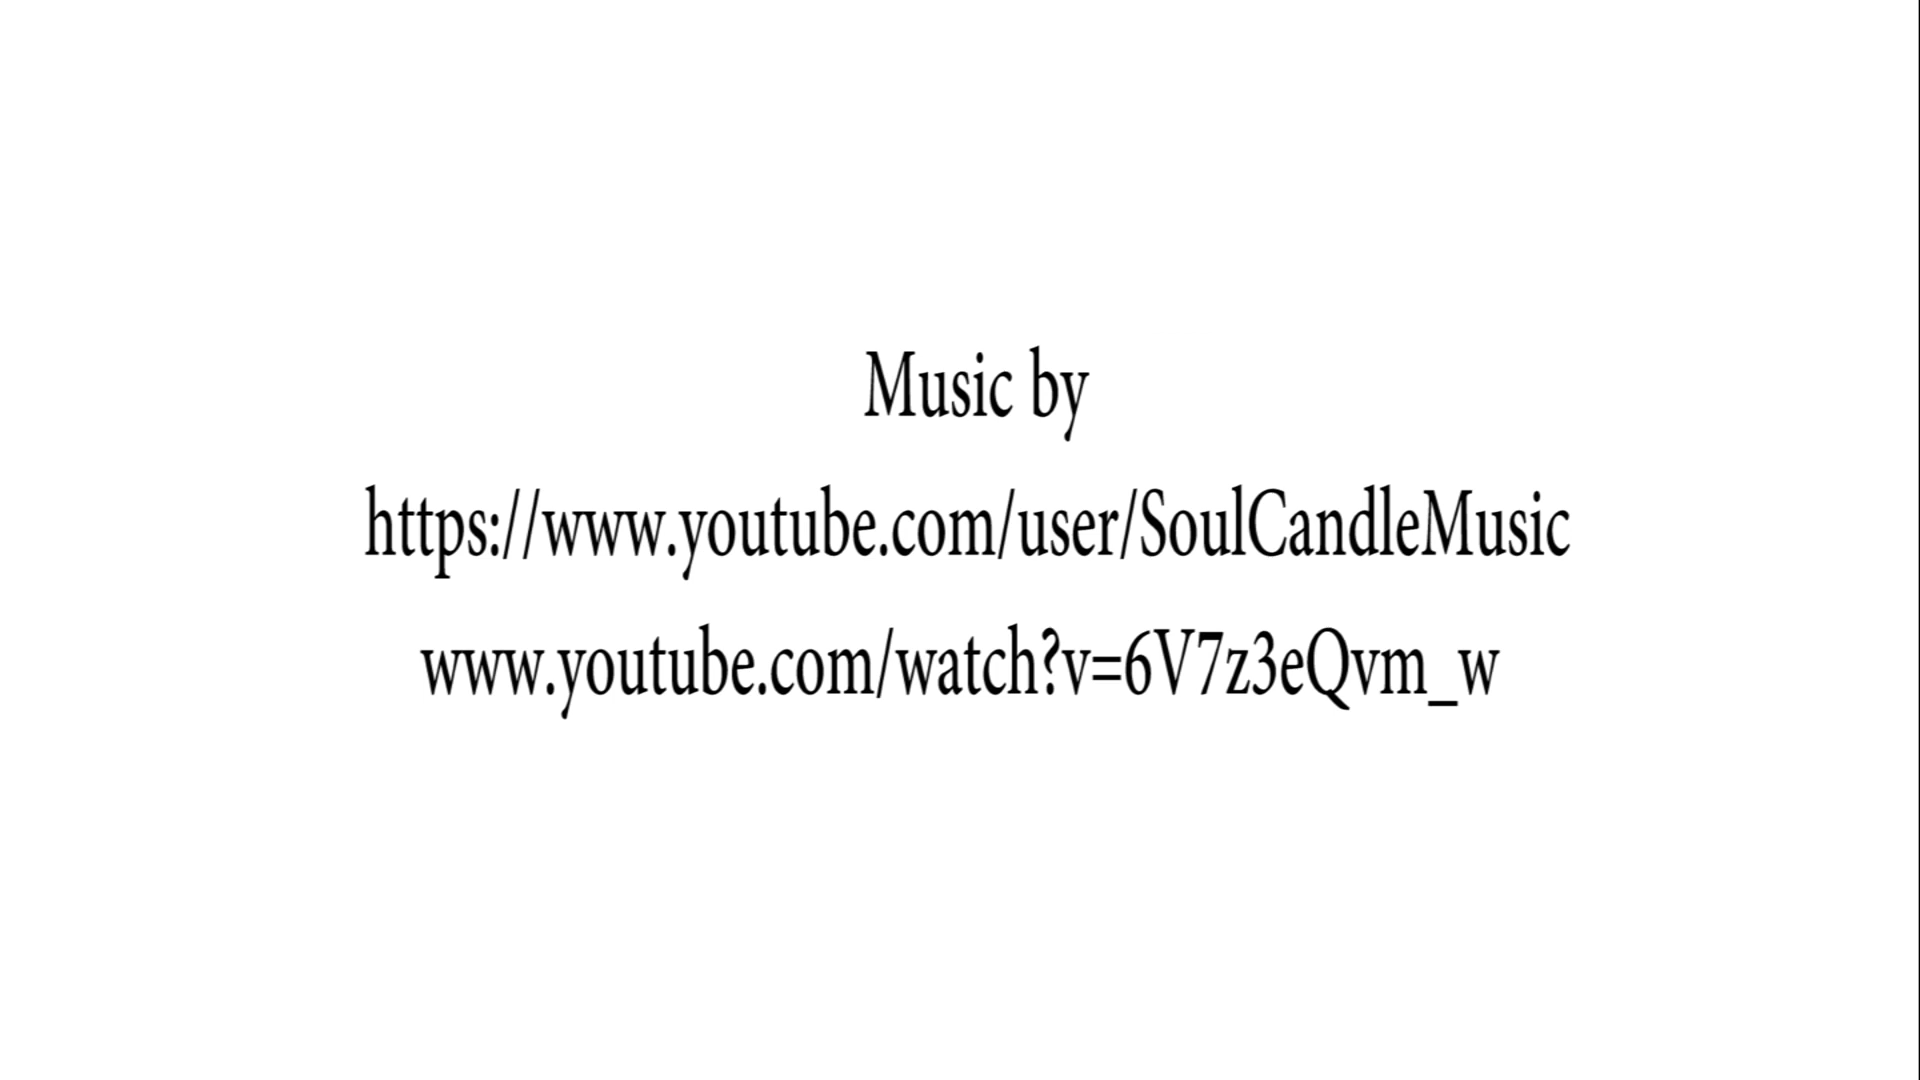 Music by
https://www.youtube.com/user/SoulCandleMusic
www.youtube.com/watch?v=6V7z3eQvm_w